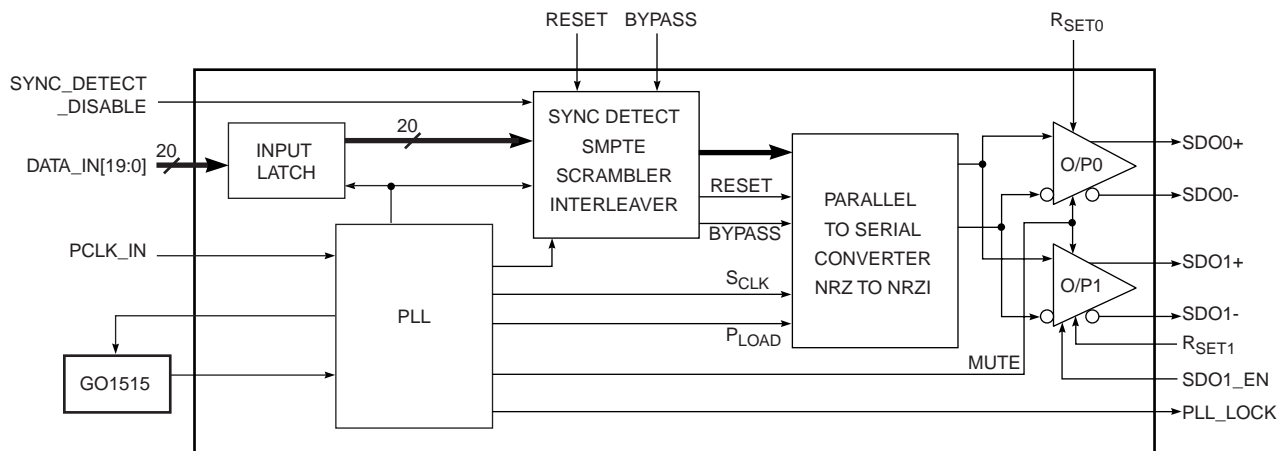 RESET BYPASS
R_SET0
SYNC_DETECT
_DISABLE
DATA_IN[19:0]
20
INPUT
LATCH
20
SYNC DETECT
SMPTE
SCRAMBLER
INTERLEAVER
RESET
BYPASS
PARALLEL
TO SERIAL
CONVERTER
NRZ TO NRZI
O/P0
SDO0+
SDO0-
PCLK_IN
PLL
S_CLK
P_LOAD
MUTE
O/P1
SDO1+
SDO1-
R_SET1
SDO1_EN
PLL_LOCK
GO1515